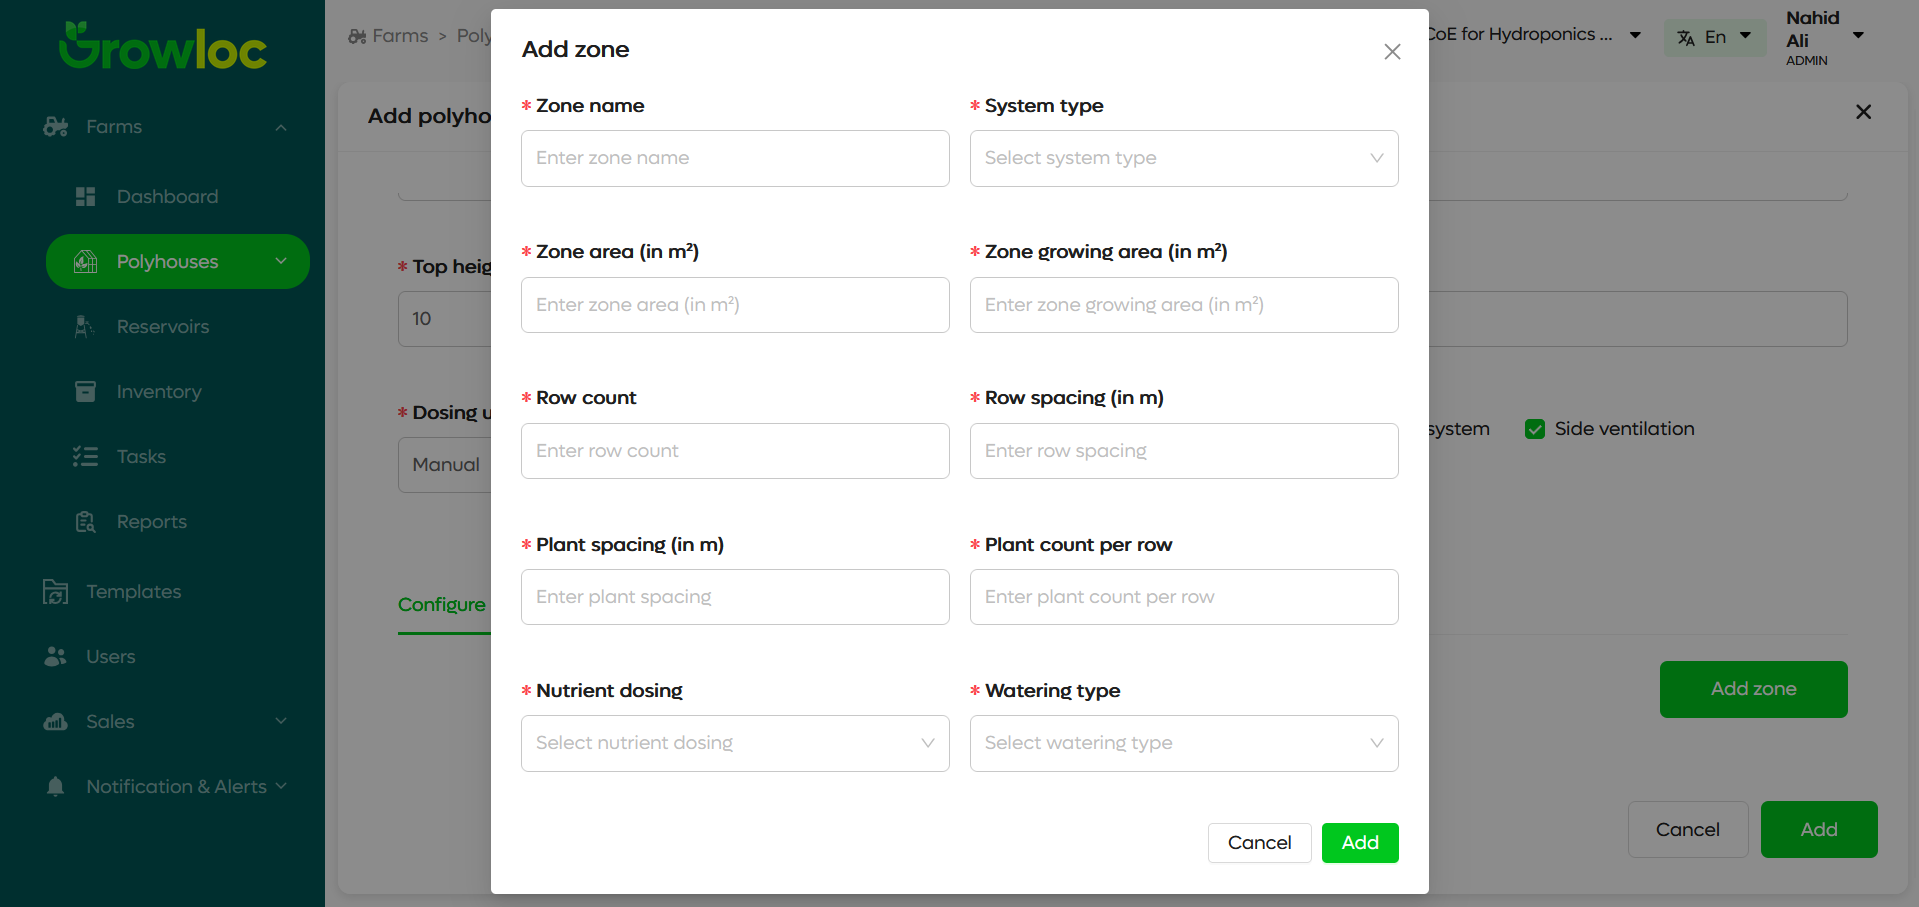 Growloc
Farms
Dashboard
Polyhouses
Reservoirs
Inventory
Tasks
Reports
Templates
Users
Sales
Notification & Alerts
Farms > Poly
CoE for Hydroponics ...
En
Nahid
Ali
ADMIN
Add polyho
* Top heig
10
* Dosing u
Manual
system
Side ventilation
Configure
Add zone
Cancel
Add
Add zone
* Zone name
Enter zone name
* System type
Select system type
* Zone area (in m²)
Enter zone area (in m²)
* Zone growing area (in m²)
Enter zone growing area (in m²)
* Row count
Enter row count
* Row spacing (in m)
Enter row spacing
* Plant spacing (in m)
Enter plant spacing
* Plant count per row
Enter plant count per row
* Nutrient dosing
Select nutrient dosing
* Watering type
Select watering type
Cancel
Add